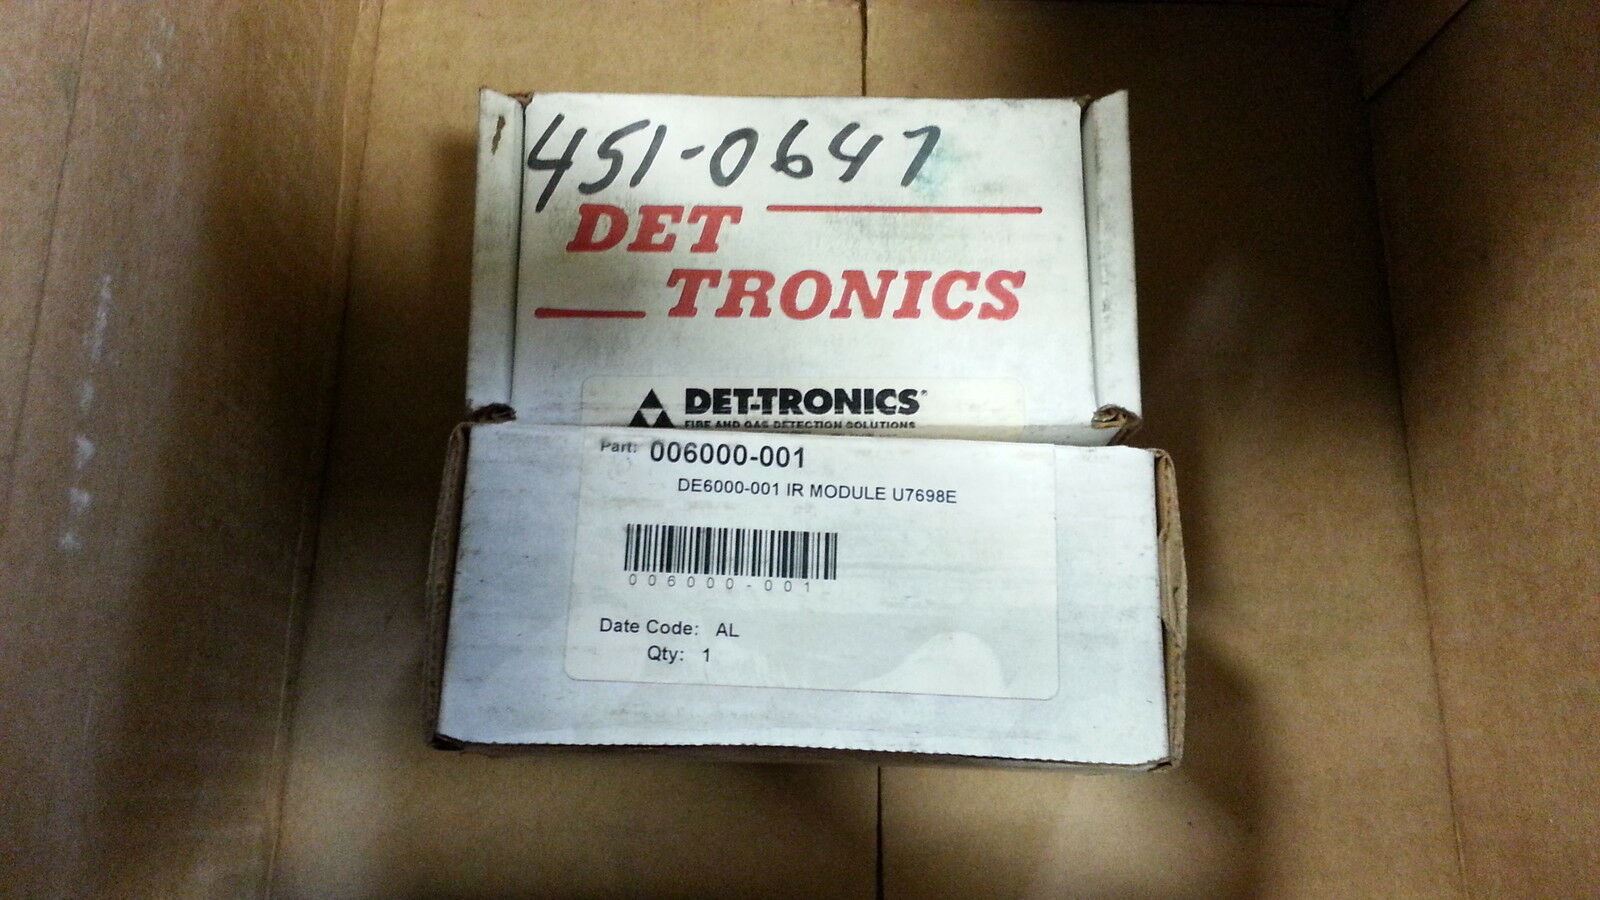 451-0647
DET
TRONICS
DET-TRONICS®
FIRE AND GAS DETECTION SOLUTIONS
Part: 006000-001
DE6000-001 IR MODULE U7698E
006000-001
Date Code: AL
Qty: 1